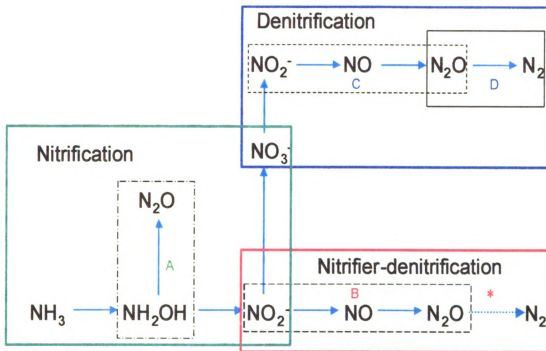 Denitrification
NO₂⁻ NO N₂O N₂
C D
Nitrification
NO₃⁻
N₂O
A
Nitrifier-denitrification
B *
NH₃ NH₂OH NO₂⁻ NO N₂O N₂